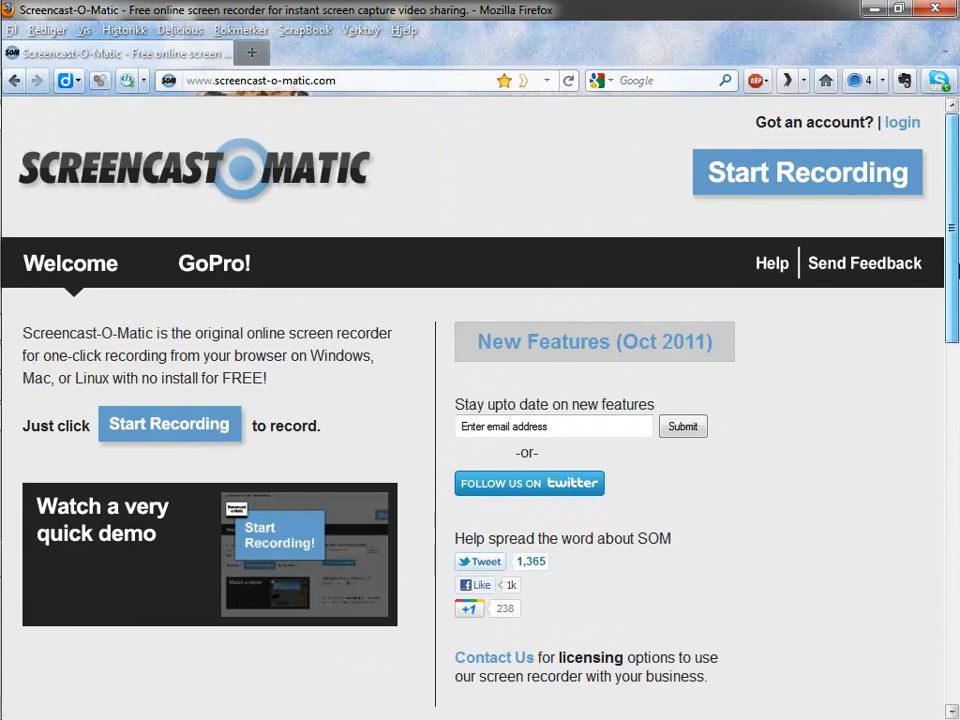 Screencast-O-Matic - Free online screen recorder for instant screen capture video sharing. - Mozilla Firefox
Fil Rediger Vis Historikk Delicious Bokmerker ScrapBook Verktøy Hjelp
SOM Screencast-O-Matic - Free online screen ...
SOM www.screencast-o-matic.com Google ABP 4
Got an account? | login
SCREENCAST O MATIC
Start Recording
Welcome GoPro! Help Send Feedback
Screencast-O-Matic is the original online screen recorder
for one-click recording from your browser on Windows,
Mac, or Linux with no install for FREE!
Just click Start Recording to record.
Watch a very
quick demo
Start
Recording!
New Features (Oct 2011)
Stay upto date on new features
Enter email address Submit
-or-
FOLLOW US ON twitter
Help spread the word about SOM
Tweet 1,365
Like 1k
+1 238
Contact Us for licensing options to use
our screen recorder with your business.